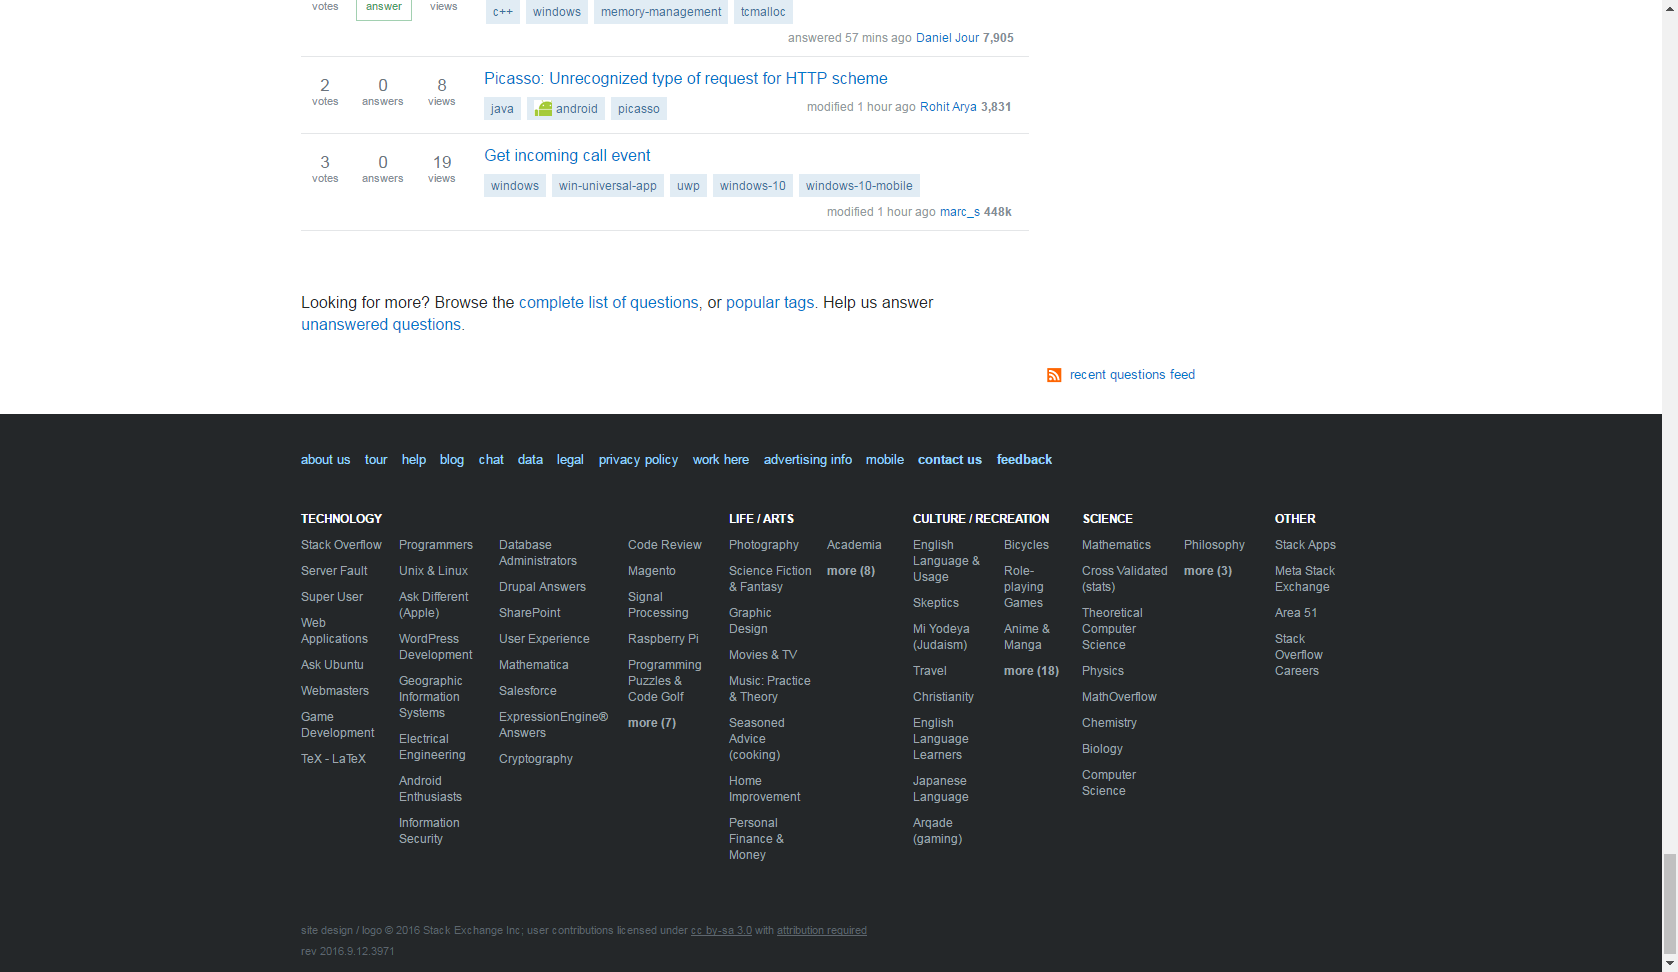 votes answer views
c++ windows memory-management tcmalloc
answered 57 mins ago Daniel Jour 7,905
2 0 8
votes answers views
Picasso: Unrecognized type of request for HTTP scheme
java android picasso
modified 1 hour ago Rohit Arya 3,831
3 0 19
votes answers views
Get incoming call event
windows win-universal-app uwp windows-10 windows-10-mobile
modified 1 hour ago marc_s 448k
Looking for more? Browse the complete list of questions, or popular tags. Help us answer
unanswered questions.
recent questions feed
about us tour help blog chat data legal privacy policy work here advertising info mobile contact us feedback
TECHNOLOGY
Stack Overflow
Server Fault
Super User
Web
Applications
Ask Ubuntu
Webmasters
Game
Development
TeX - LaTeX
Programmers
Unix & Linux
Ask Different
(Apple)
WordPress
Development
Geographic
Information
Systems
Electrical
Engineering
Android
Enthusiasts
Information
Security
Database
Administrators
Drupal Answers
SharePoint
User Experience
Mathematica
Salesforce
ExpressionEngine®
Answers
Cryptography
Code Review
Magento
Signal
Processing
Raspberry Pi
Programming
Puzzles &
Code Golf
more (7)
LIFE / ARTS
Photography
Science Fiction
& Fantasy
Graphic
Design
Movies & TV
Music: Practice
& Theory
Seasoned
Advice
(cooking)
Home
Improvement
Personal
Finance &
Money
Academia
more (8)
CULTURE / RECREATION
English
Language &
Usage
Skeptics
Mi Yodeya
(Judaism)
Travel
Christianity
English
Language
Learners
Japanese
Language
Arqade
(gaming)
Bicycles
Role-
playing
Games
Anime &
Manga
more (18)
SCIENCE
Mathematics
Cross Validated
(stats)
Theoretical
Computer
Science
Physics
MathOverflow
Chemistry
Biology
Computer
Science
Philosophy
more (3)
OTHER
Stack Apps
Meta Stack
Exchange
Area 51
Stack
Overflow
Careers
site design / logo © 2016 Stack Exchange Inc; user contributions licensed under cc by-sa 3.0 with attribution required
rev 2016.9.12.3971